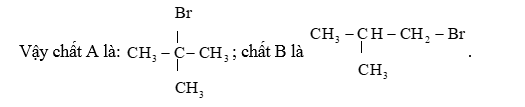 Br
CH₃ – CH – CH₂ – Br
Vậy chất A là: CH₃ – C – CH₃ ; chất B là .
CH₃
CH₃